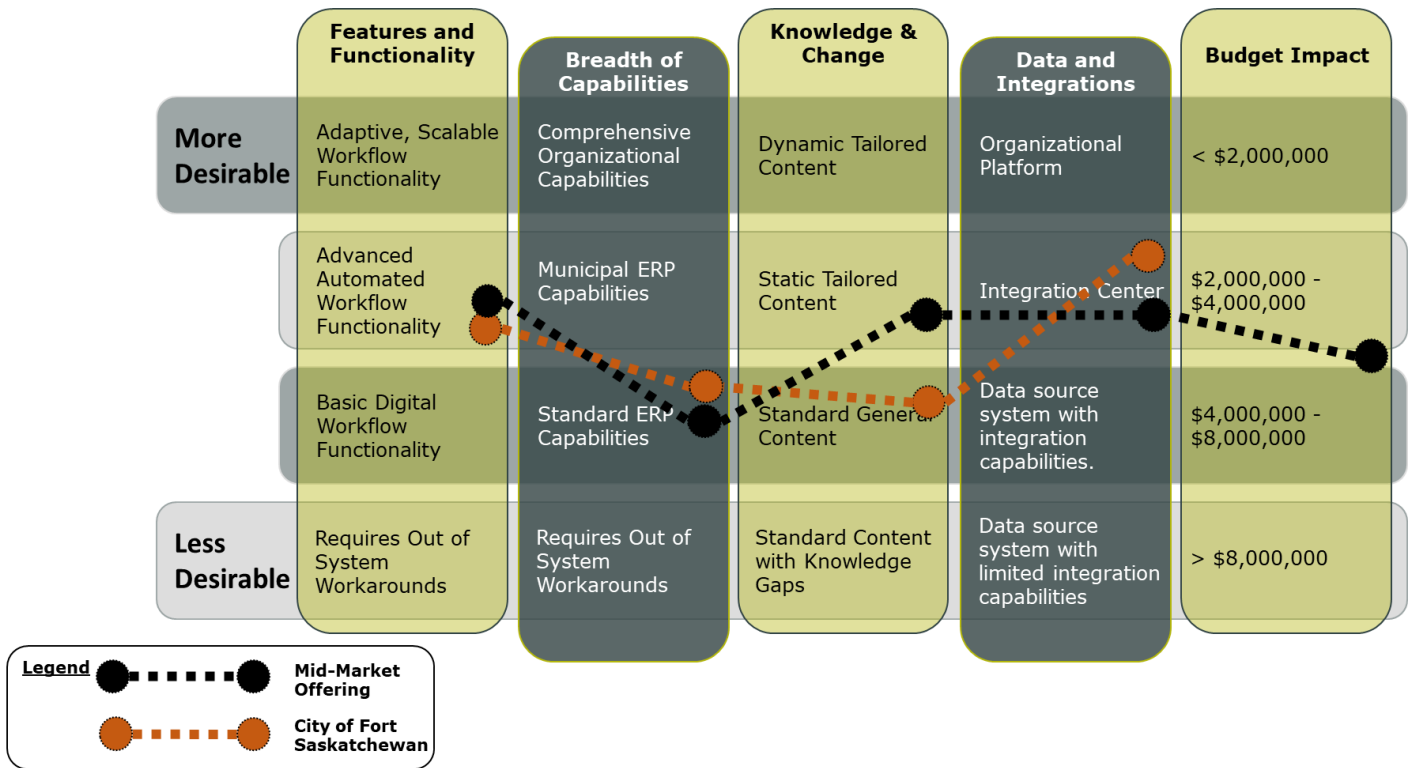 Features and
Functionality
Breadth of
Capabilities
Knowledge &
Change
Data and
Integrations
Budget Impact
More
Desirable
Adaptive, Scalable
Workflow
Functionality
Comprehensive
Organizational
Capabilities
Dynamic Tailored
Content
Organizational
Platform
< $2,000,000
Advanced
Automated
Workflow
Functionality
Municipal ERP
Capabilities
Static Tailored
Content
Integration Center
$2,000,000 -
$4,000,000
Basic Digital
Workflow
Functionality
Standard ERP
Capabilities
Standard General
Content
Data source
system with
integration
capabilities.
$4,000,000 -
$8,000,000
Less
Desirable
Requires Out of
System
Workarounds
Requires Out of
System
Workarounds
Standard Content
with Knowledge
Gaps
Data source
system with
limited integration
capabilities
> $8,000,000
Legend
Mid-Market
Offering
City of Fort
Saskatchewan